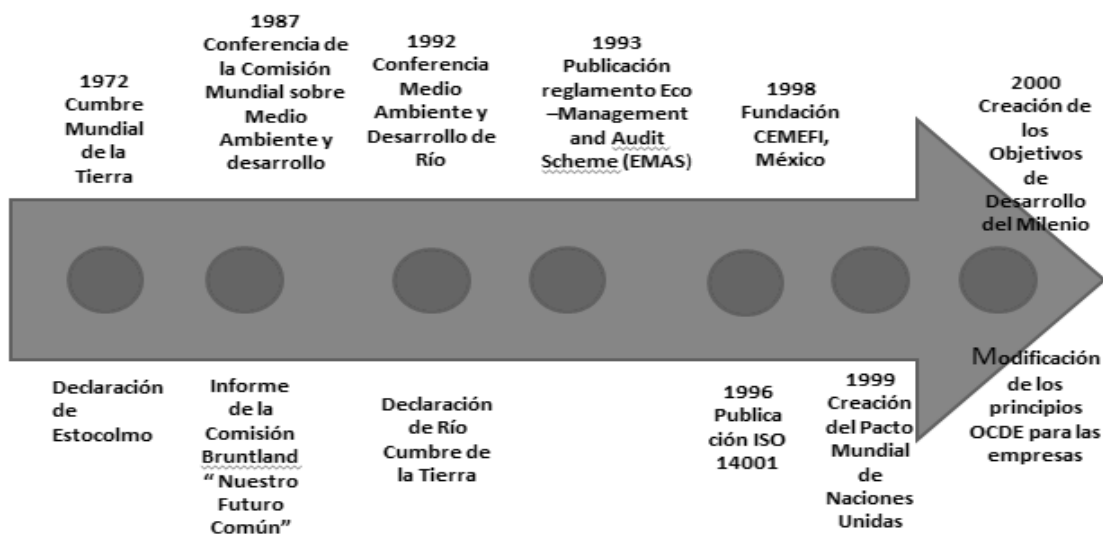 1972
Cumbre
Mundial
de la
Tierra
1987
Conferencia de
la Comisión
Mundial sobre
Medio
Ambiente y
desarrollo
1992
Conferencia
Medio
Ambiente y
Desarrollo de
Río
1993
Publicación
reglamento Eco
–Management
and Audit
Scheme (EMAS)
1998
Fundación
CEMEFI,
México
2000
Creación de
los
Objetivos
de
Desarrollo
del Milenio
Declaración
de
Estocolmo
Informe
de la
Comisión
Bruntland
“ Nuestro
Futuro
Común”
Declaración
de Río
Cumbre de
la Tierra
1996
Publica
ción ISO
14001
1999
Creación
del Pacto
Mundial
de
Naciones
Unidas
Modificación
de los
principios
OCDE para las
empresas